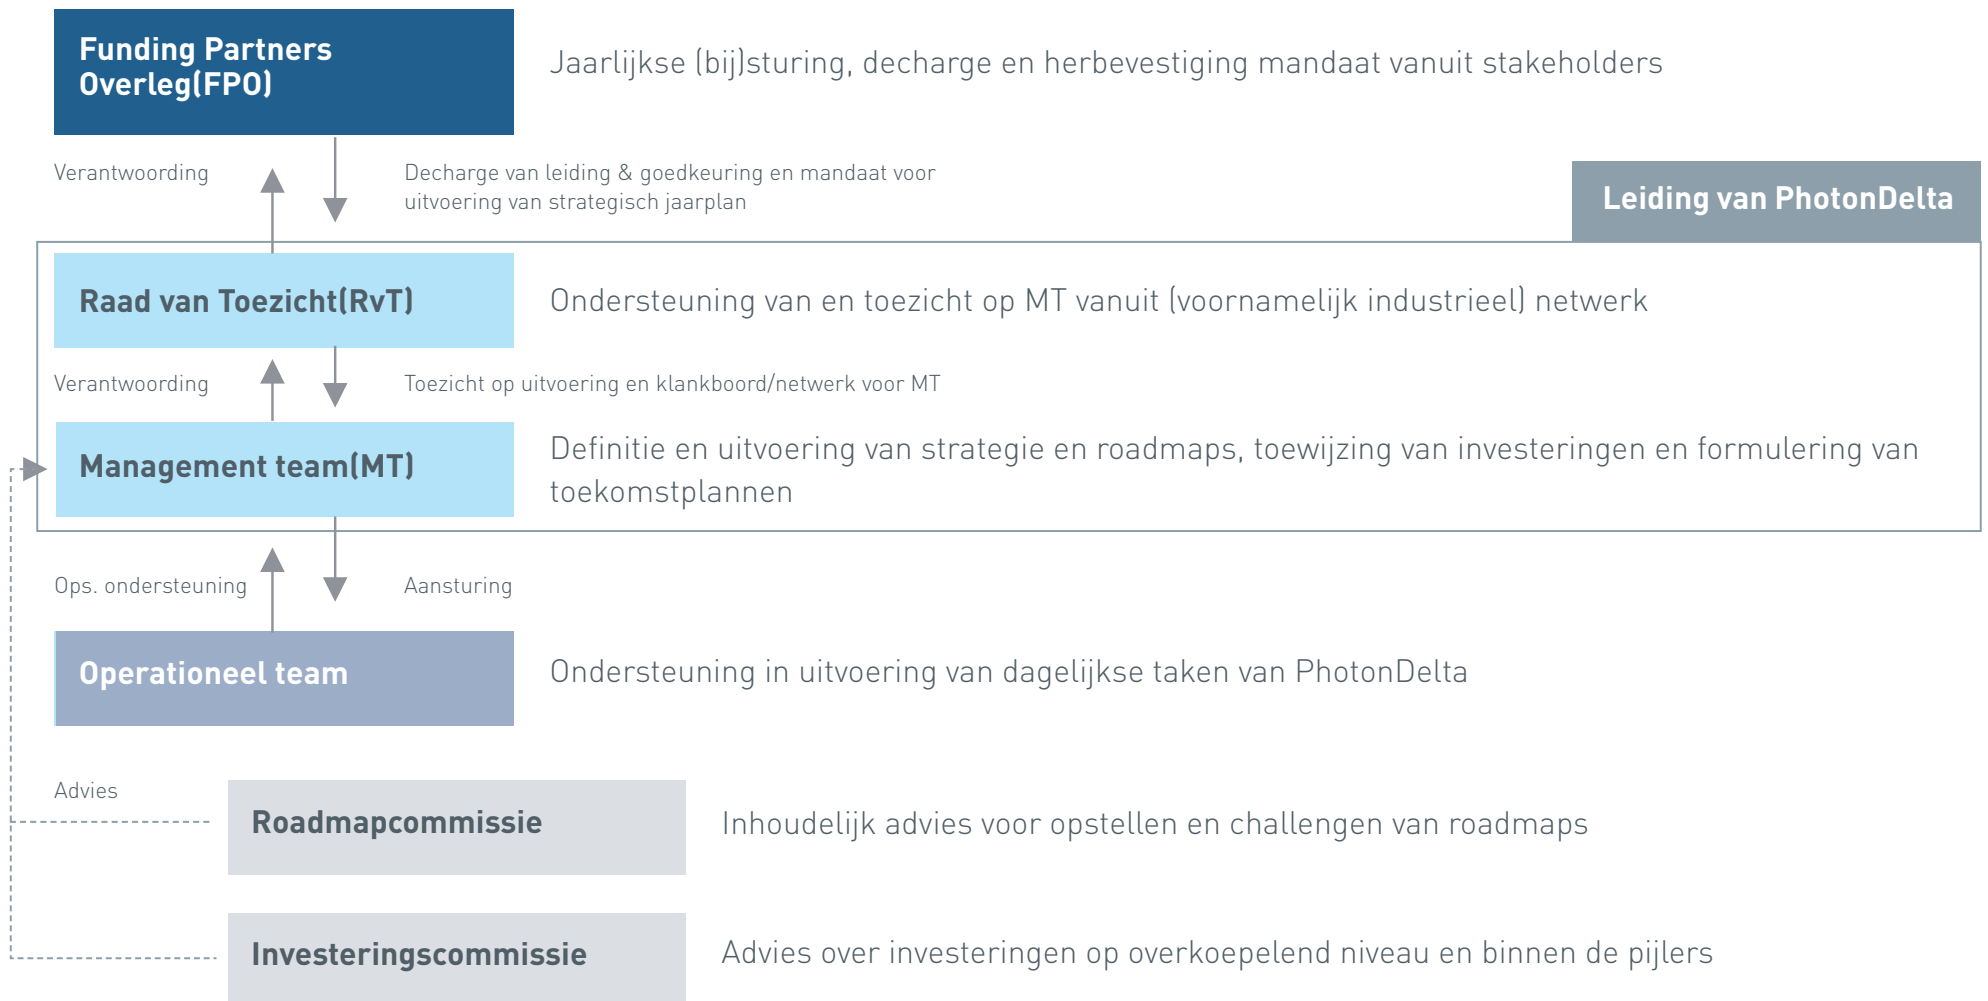 Funding Partners
Overleg(FPO)
Jaarlijkse (bij)sturing, decharge en herbevestiging mandaat vanuit stakeholders
Verantwoording
Decharge van leiding & goedkeuring en mandaat voor
uitvoering van strategisch jaarplan
Leiding van PhotonDelta
Raad van Toezicht(RvT)
Ondersteuning van en toezicht op MT vanuit (voornamelijk industrieel) netwerk
Verantwoording
Toezicht op uitvoering en klankboord/netwerk voor MT
Management team(MT)
Definitie en uitvoering van strategie en roadmaps, toewijzing van investeringen en formulering van
toekomstplannen
Ops. ondersteuning
Aansturing
Operationeel team
Ondersteuning in uitvoering van dagelijkse taken van PhotonDelta
Advies
Roadmapcommissie
Inhoudelijk advies voor opstellen en challengen van roadmaps
Investeringscommissie
Advies over investeringen op overkoepelend niveau en binnen de pijlers